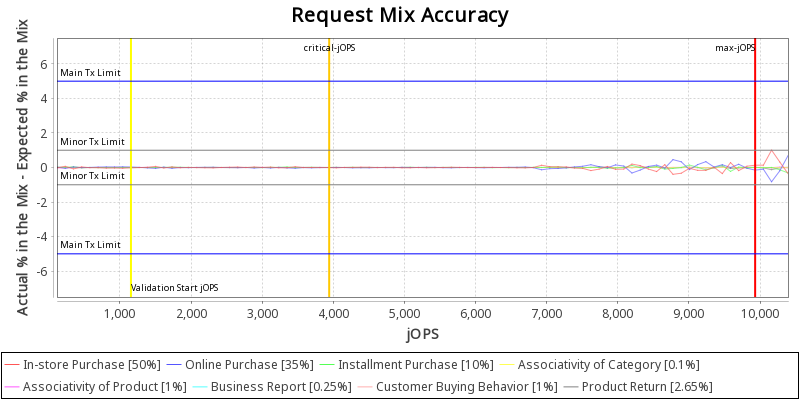 Request Mix Accuracy
Actual % in the Mix - Expected % in the Mix
critical-jOPS
max-jOPS
6
Main Tx Limit
4
2
Minor Tx Limit
0
Minor Tx Limit
-2
-4
Main Tx Limit
-6
Validation Start jOPS
1,000 2,000 3,000 4,000 5,000 6,000 7,000 8,000 9,000 10,000
jOPS
In-store Purchase [50%] Online Purchase [35%] Installment Purchase [10%] Associativity of Category [0.1%]
Associativity of Product [1%] Business Report [0.25%] Customer Buying Behavior [1%] Product Return [2.65%]